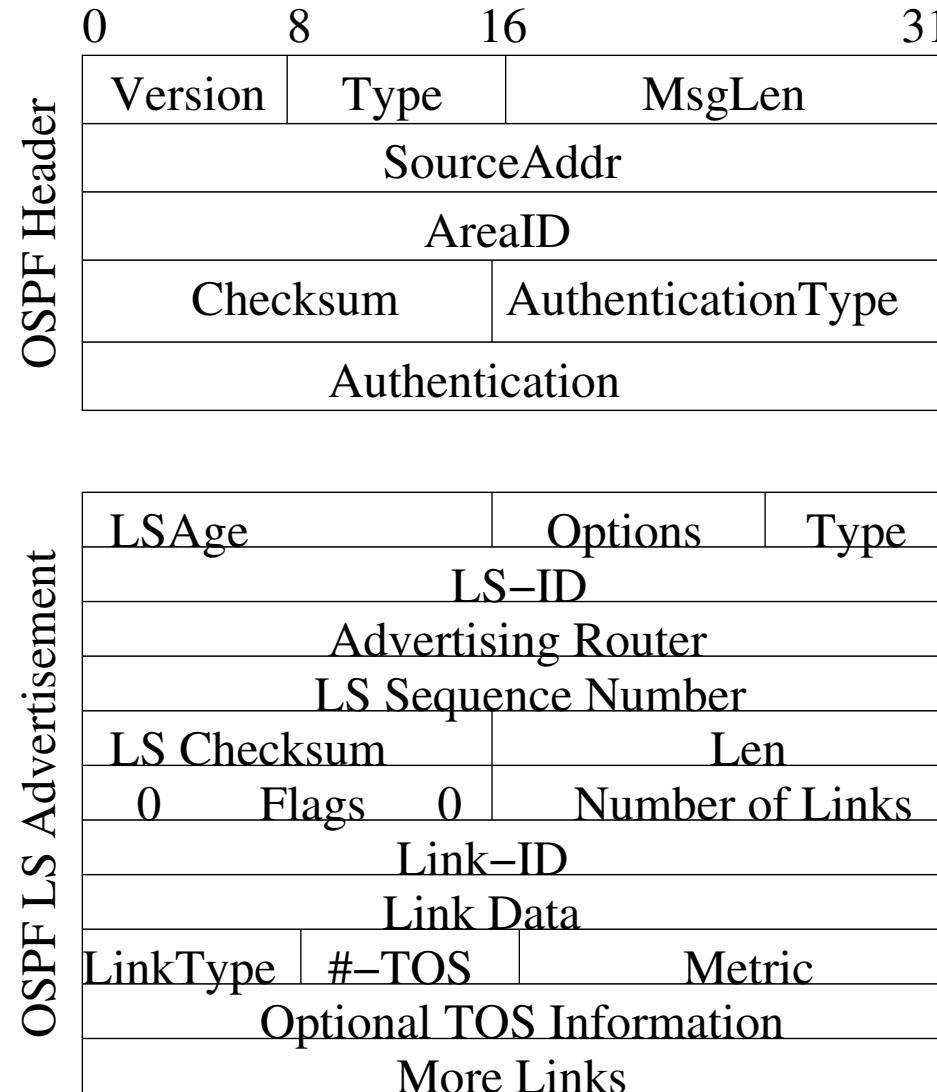 0 8 16 31
OSPF Header
Version Type MsgLen
SourceAddr
AreaID
Checksum AuthenticationType
Authentication
OSPF LS Advertisement
LSAge Options Type
LS−ID
Advertising Router
LS Sequence Number
LS Checksum Len
0 Flags 0 Number of Links
Link−ID
Link Data
LinkType #−TOS Metric
Optional TOS Information
More Links